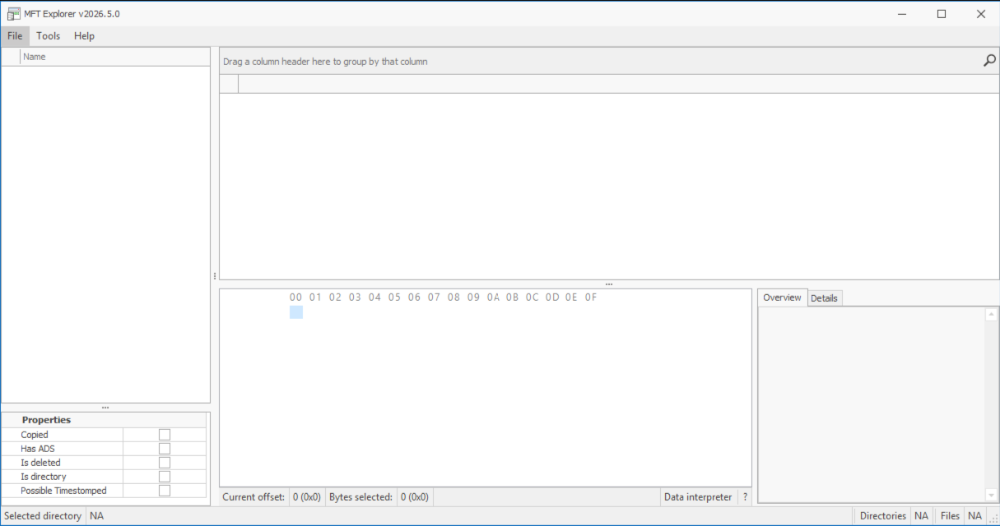 MFT Explorer v2026.5.0
File Tools Help
Name
Drag a column header here to group by that column
00 01 02 03 04 05 06 07 08 09 0A 0B 0C 0D 0E 0F
Overview Details
Properties
Copied
Has ADS
Is deleted
Is directory
Possible Timestomped
Current offset: 0 (0x0) Bytes selected: 0 (0x0) Data interpreter ?
Selected directory NA Directories NA Files NA